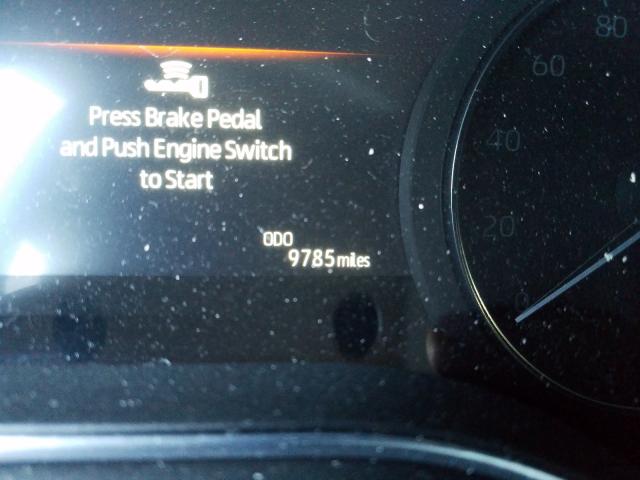 Press Brake Pedal
and Push Engine Switch
to Start
ODO
9785 miles
80
60
40
20
0